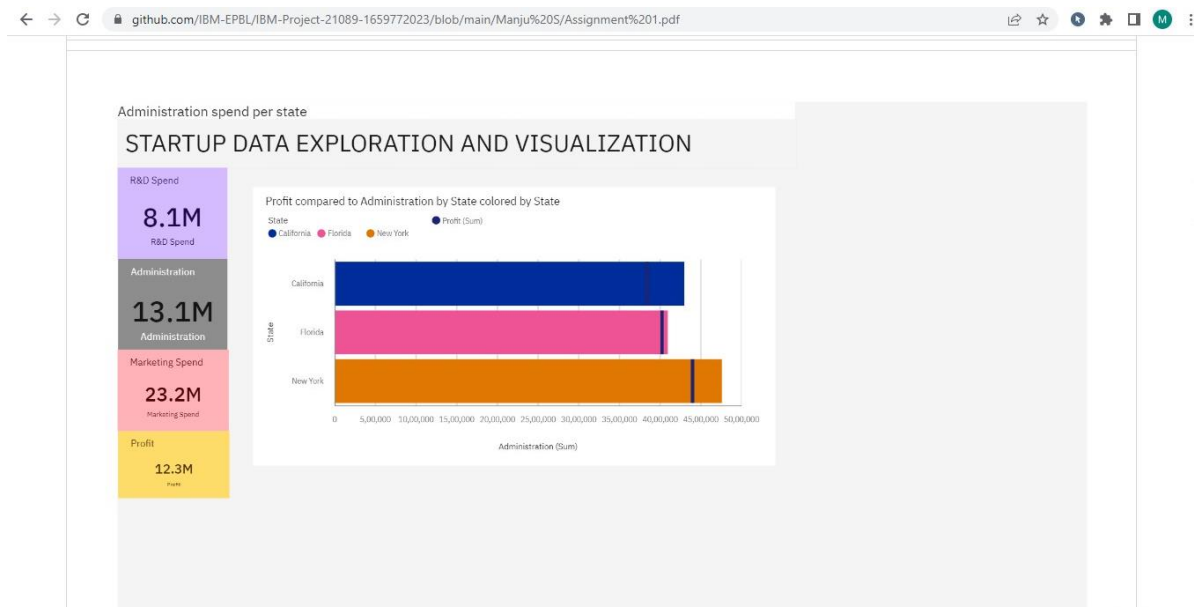 github.com/IBM-EPBL/IBM-Project-21089-1659772023/blob/main/Manju%20S/Assignment%201.pdf
M
Administration spend per state
STARTUP DATA EXPLORATION AND VISUALIZATION
R&D Spend
8.1M
R&D Spend
Administration
13.1M
Administration
Marketing Spend
23.2M
Marketing Spend
Profit
12.3M
Profit
Profit compared to Administration by State colored by State
State
Profit (Sum)
California Florida New York
State
California
Florida
New York
0 5,00,000 10,00,000 15,00,000 20,00,000 25,00,000 30,00,000 35,00,000 40,00,000 45,00,000 50,00,000
Administration (Sum)